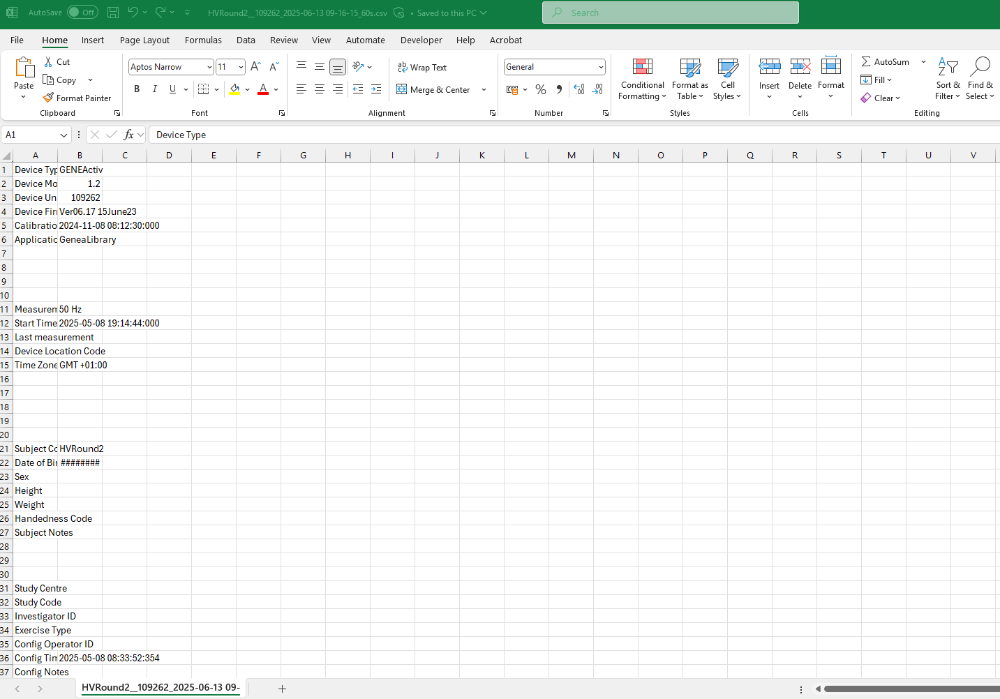 AutoSave Off HVRound2__109262_2025-06-13 09-16-15_60s.csv • Saved to this PC Search
File Home Insert Page Layout Formulas Data Review View Automate Developer Help Acrobat
Paste Cut Copy Format Painter Clipboard
Aptos Narrow 11 A^ A˅ B I U A Font
ab Wrap Text Merge & Center Alignment
General % 9 .00 .00 Number
Conditional Formatting Format as Table Cell Styles Styles
Insert Delete Format Cells
AutoSum Fill Clear Sort & Filter Find & Select Editing
A1 fx Device Type
A B C D E F G H I J K L M N O P Q R S T U V
1 Device Typ GENEActiv
2 Device Mo 1.2
3 Device Un 109262
4 Device Fir Ver06.17 15June23
5 Calibratio 2024-11-08 08:12:30:000
6 Applicatic GeneaLibrary
7
8
9
10
11 Measurem 50 Hz
12 Start Time 2025-05-08 19:14:44:000
13 Last measurement
14 Device Location Code
15 Time Zone GMT +01:00
16
17
18
19
20
21 Subject Cc HVRound2
22 Date of Bir ########
23 Sex
24 Height
25 Weight
26 Handedness Code
27 Subject Notes
28
29
30
31 Study Centre
32 Study Code
33 Investigator ID
34 Exercise Type
35 Config Operator ID
36 Config Tim 2025-05-08 08:33:52:354
37 Config Notes
HVRound2__109262_2025-06-13 09-